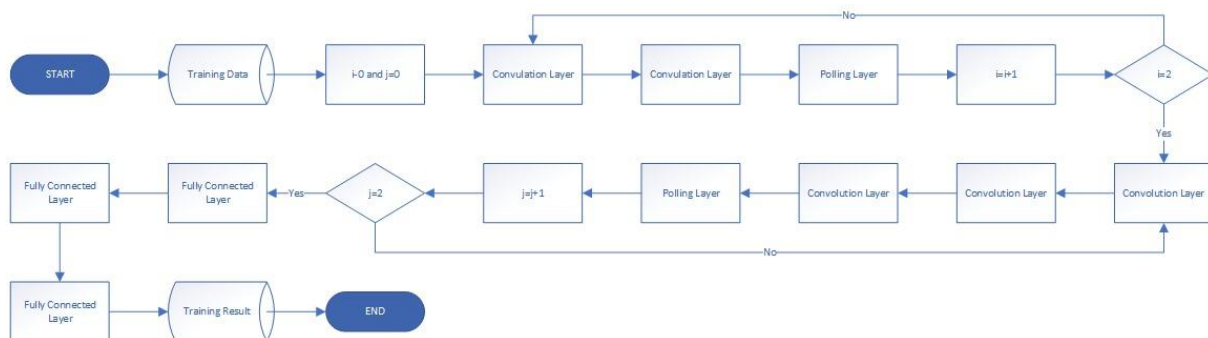 No
START
Training Data
i-0 and j=0
Convulation Layer
Convulation Layer
Polling Layer
i=i+1
i=2
Yes
Fully Connected
Layer
Fully Connected
Layer
Yes
j=2
j=j+1
Polling Layer
Convolution Layer
Convolution Layer
Convolution Layer
No
Fully Connected
Layer
Training Result
END